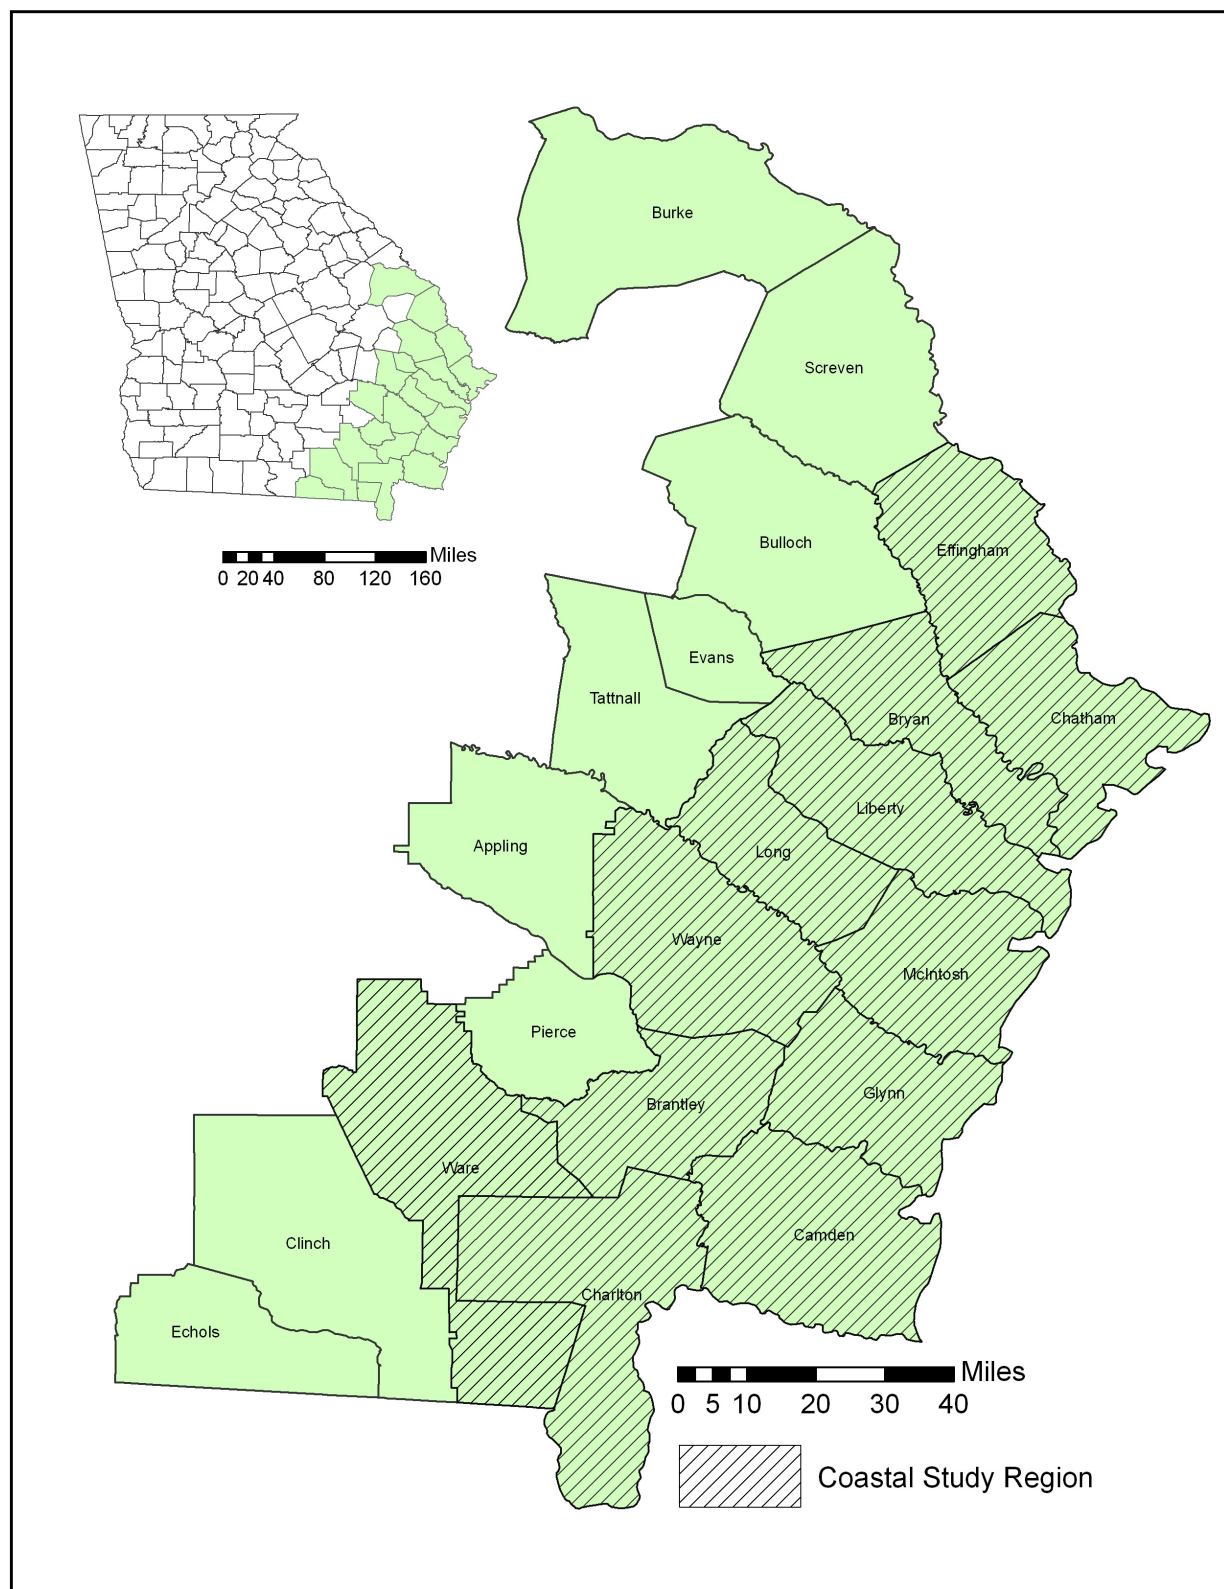 Burke
Screven
Bulloch
Effingham
Miles
0 20 40 80 120 160
Evans
Tattnall
Bryan
Chatham
Liberty
Appling
Long
Wayne
McIntosh
Pierce
Glynn
Brantley
Ware
Camden
Clinch
Charlton
Echols
Miles
0 5 10 20 30 40
Coastal Study Region